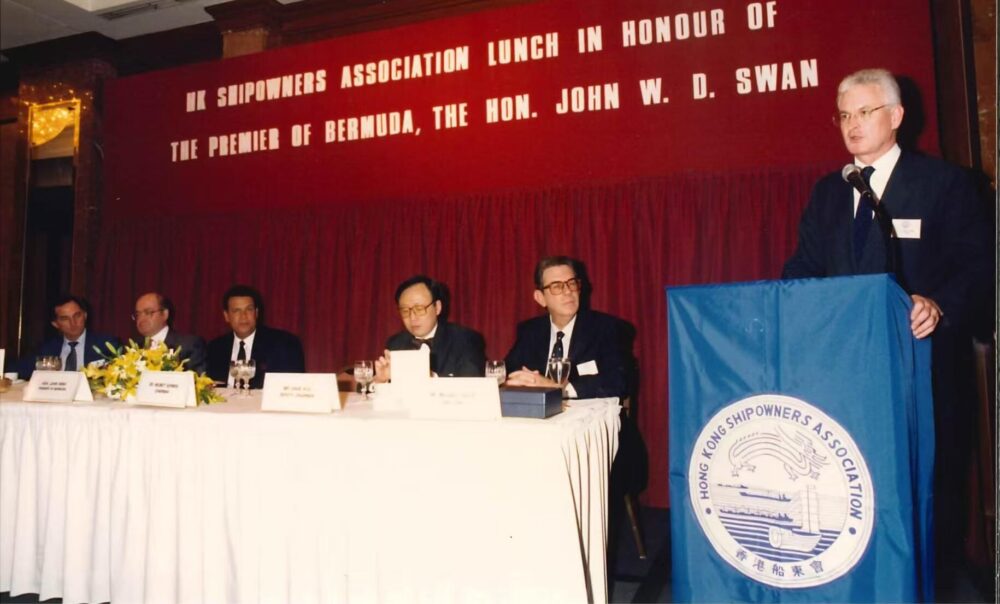 HK SHIPOWNERS ASSOCIATION LUNCH IN HONOUR OF
THE PREMIER OF BERMUDA, THE HON. JOHN W. D. SWAN
HONG KONG SHIPOWNERS ASSOCIATION
香港船東會